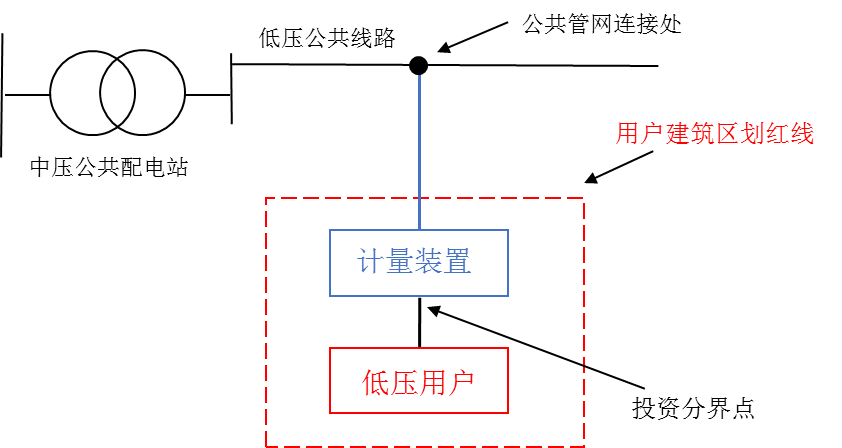 公共管网连接处
低压公共线路
用户建筑区划红线
中压公共配电站
计量装置
低压用户
投资分界点